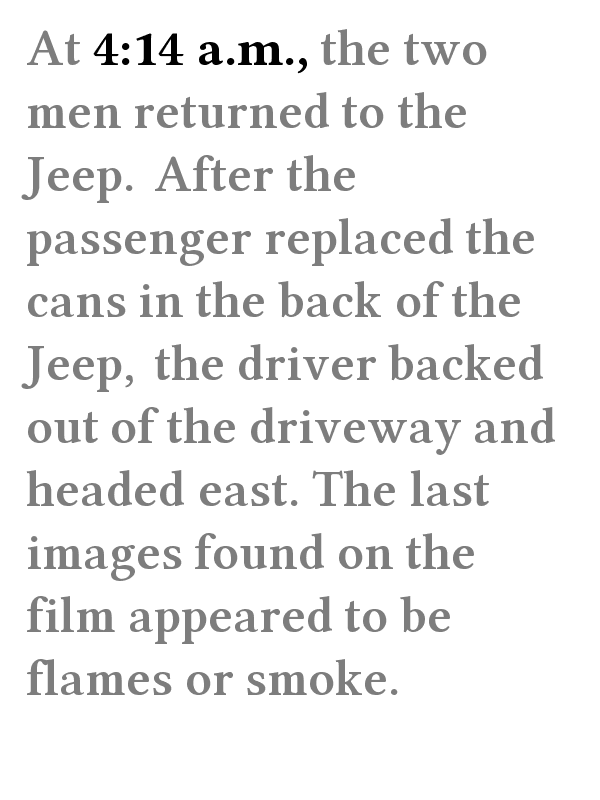 At 4:14 a.m., the two
men returned to the
Jeep. After the
passenger replaced the
cans in the back of the
Jeep, the driver backed
out of the driveway and
headed east. The last
images found on the
film appeared to be
flames or smoke.